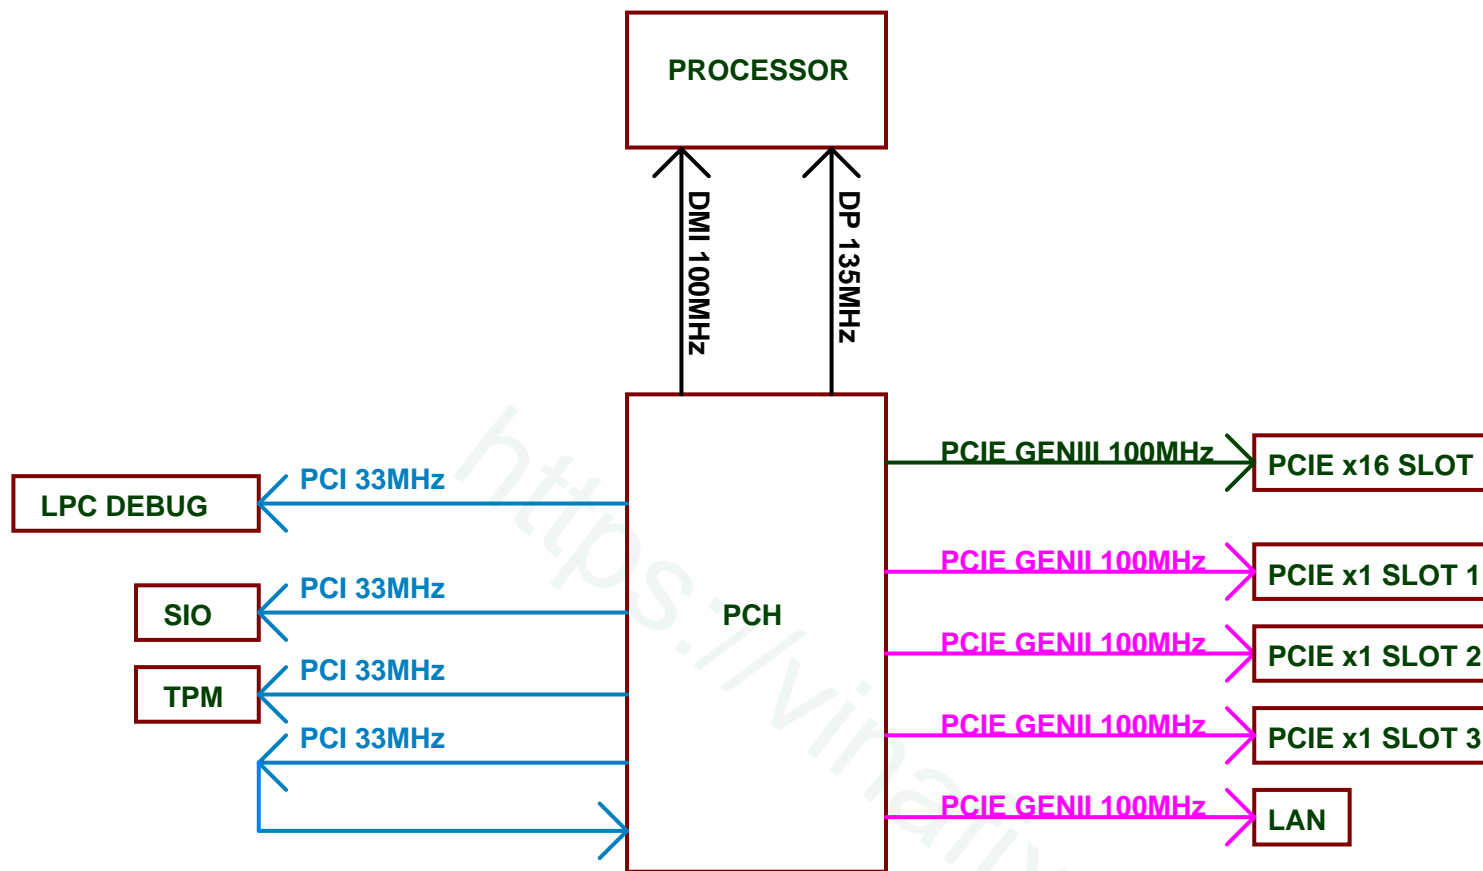 PROCESSOR
DMI 100MHz
DP 135MHz
PCIE GENIII 100MHz
PCIE x16 SLOT
PCI 33MHz
LPC DEBUG
PCIE GENII 100MHz
PCIE x1 SLOT 1
PCI 33MHz
SIO
PCH
PCIE GENII 100MHz
PCIE x1 SLOT 2
PCI 33MHz
TPM
PCIE GENII 100MHz
PCIE x1 SLOT 3
PCI 33MHz
PCIE GENII 100MHz
LAN
https://vinafix